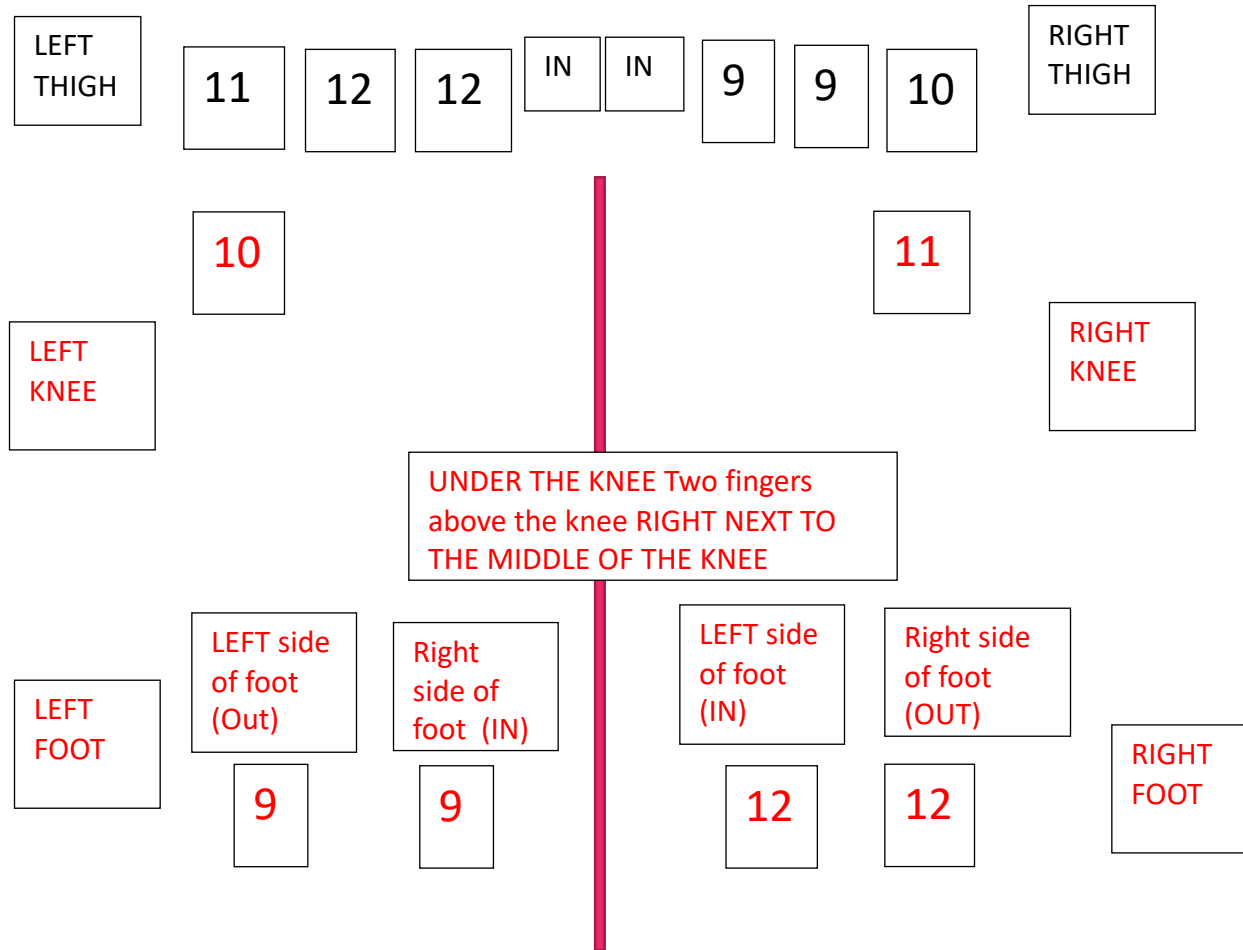 LEFT
THIGH
11
12
12
IN
IN
9
9
10
RIGHT
THIGH
10
11
LEFT
KNEE
RIGHT
KNEE
UNDER THE KNEE Two fingers
above the knee RIGHT NEXT TO
THE MIDDLE OF THE KNEE
LEFT side
of foot
(Out)
Right
side of
foot (IN)
LEFT side
of foot
(IN)
Right side
of foot
(OUT)
LEFT
FOOT
RIGHT
FOOT
9
9
12
12